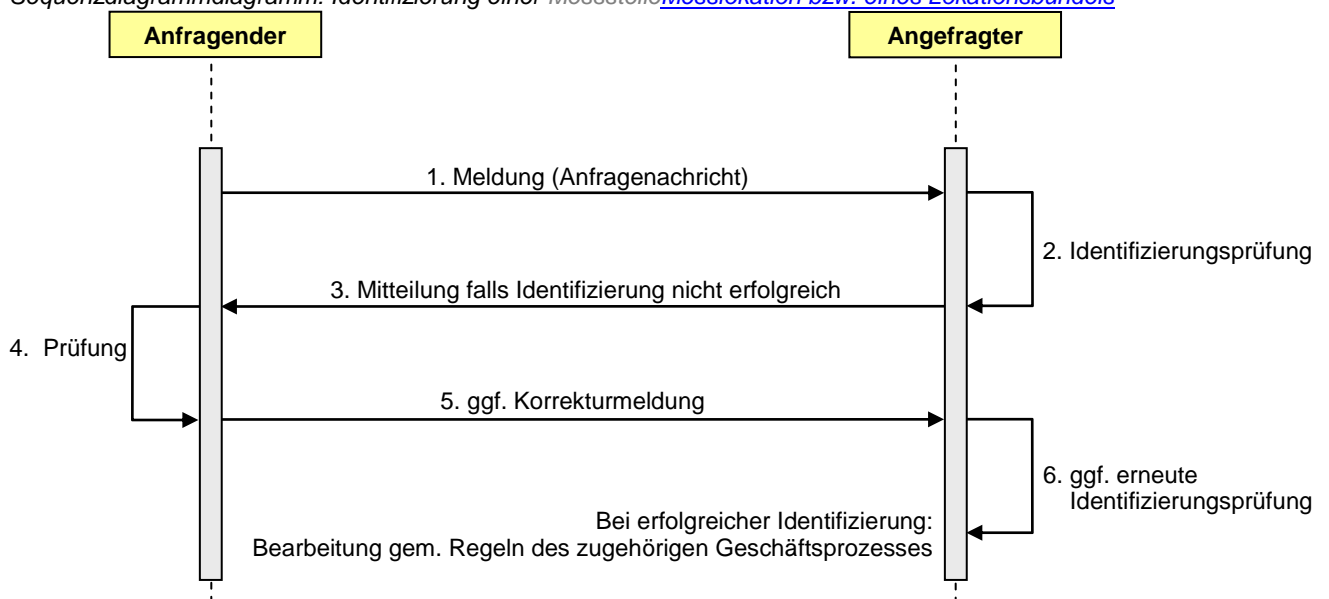 Sequenzdiagrammdiagramm: Identifizierung einer MessstelleMesslokation bzw. eines Lokationsbündels
Anfragender
Angefragter
1. Meldung (Anfragenachricht)
2. Identifizierungsprüfung
3. Mitteilung falls Identifizierung nicht erfolgreich
4. Prüfung
5. ggf. Korrekturmeldung
6. ggf. erneute
Identifizierungsprüfung
Bei erfolgreicher Identifizierung:
Bearbeitung gem. Regeln des zugehörigen Geschäftsprozesses